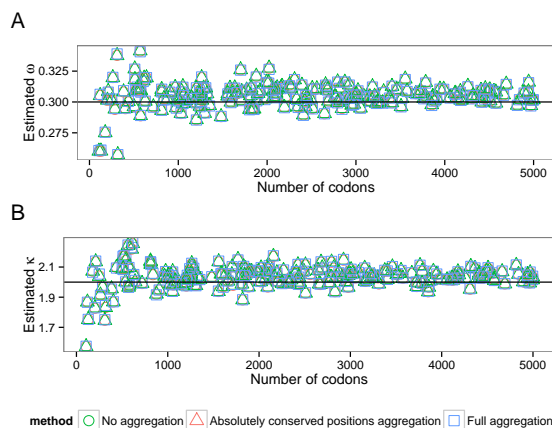 A
Estimated ω
0.325
0.300
0.275
0 1000 2000 3000 4000 5000
Number of codons
B
Estimated κ
2.1
1.9
1.7
0 1000 2000 3000 4000 5000
Number of codons
method No aggregation Absolutely conserved positions aggregation Full aggregation